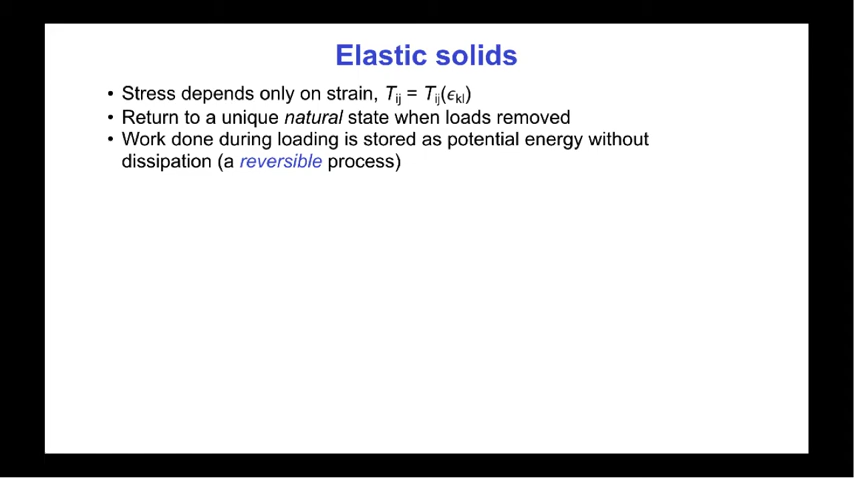 Elastic solids
• Stress depends only on strain, Tij = Tij(ϵkl)
• Return to a unique natural state when loads removed
• Work done during loading is stored as potential energy without
dissipation (a reversible process)